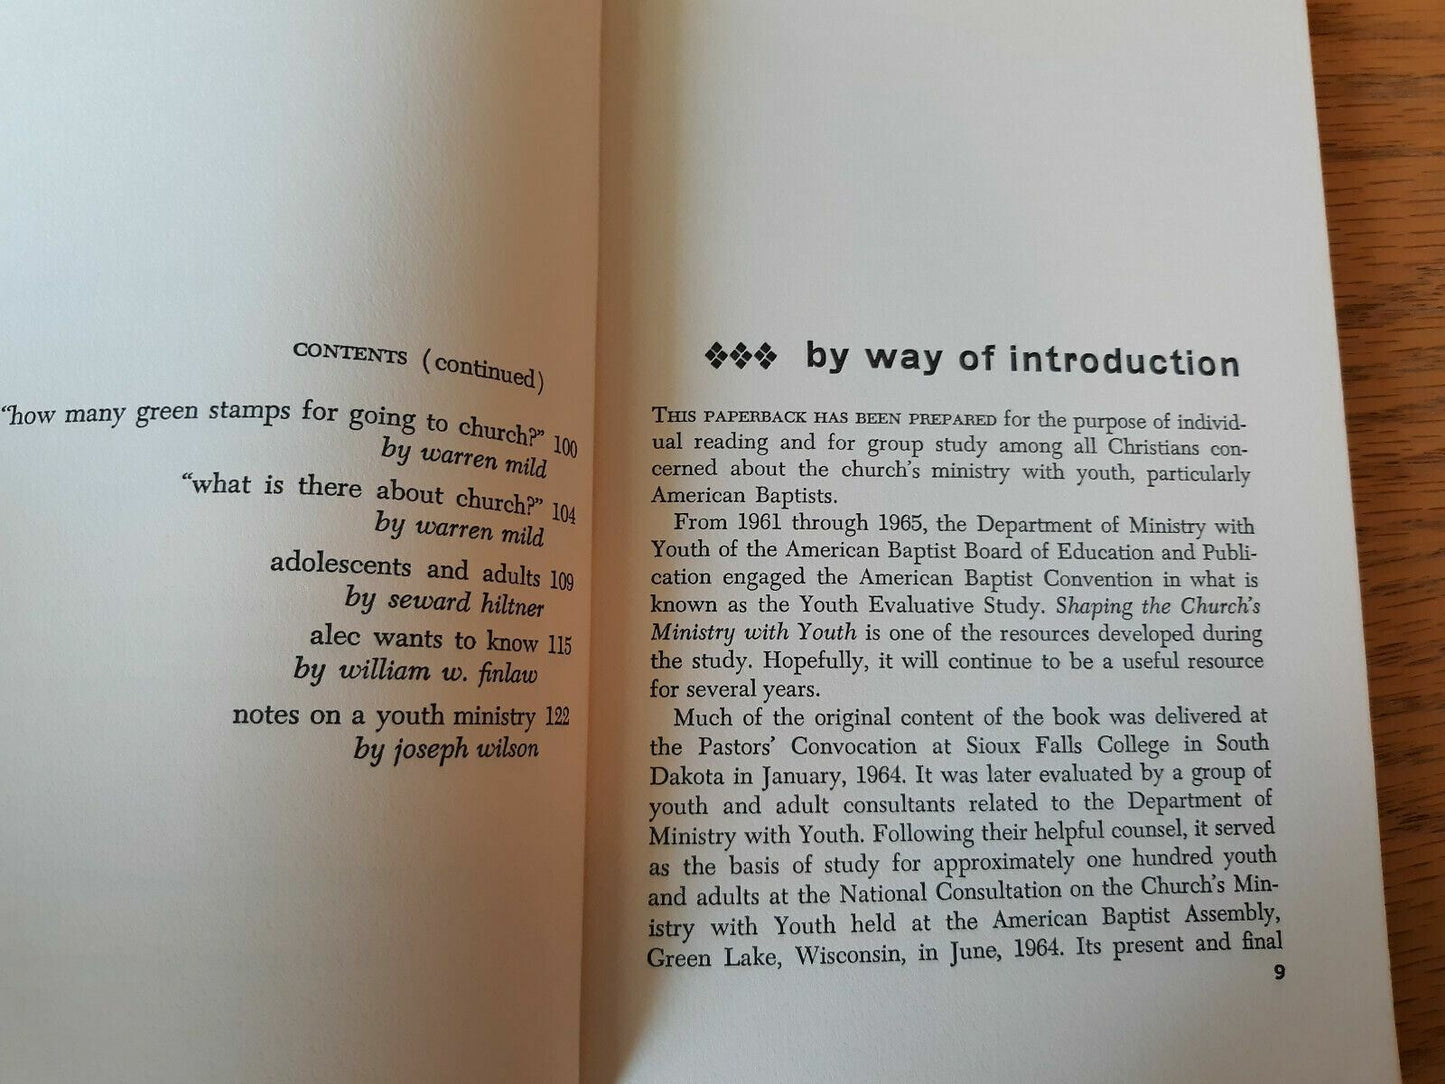 CONTENTS (continued)
“how many green stamps for going to church?” 100
by warren mild
“what is there about church?” 104
by warren mild
adolescents and adults 109
by seward hiltner
alec wants to know 115
by william w. finlaw
notes on a youth ministry 122
by joseph wilson
by way of introduction
THIS PAPERBACK HAS BEEN PREPARED for the purpose of individ-
ual reading and for group study among all Christians con-
cerned about the church’s ministry with youth, particularly
American Baptists.
From 1961 through 1965, the Department of Ministry with
Youth of the American Baptist Board of Education and Publi-
cation engaged the American Baptist Convention in what is
known as the Youth Evaluative Study. Shaping the Church’s
Ministry with Youth is one of the resources developed during
the study. Hopefully, it will continue to be a useful resource
for several years.
Much of the original content of the book was delivered at
the Pastors’ Convocation at Sioux Falls College in South
Dakota in January, 1964. It was later evaluated by a group of
youth and adult consultants related to the Department of
Ministry with Youth. Following their helpful counsel, it served
as the basis of study for approximately one hundred youth
and adults at the National Consultation on the Church’s Min-
istry with Youth held at the American Baptist Assembly,
Green Lake, Wisconsin, in June, 1964. Its present and final
9